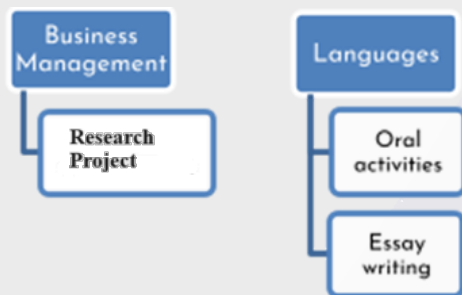 Business
Management
Research
Project
Languages
Oral
activities
Essay
writing